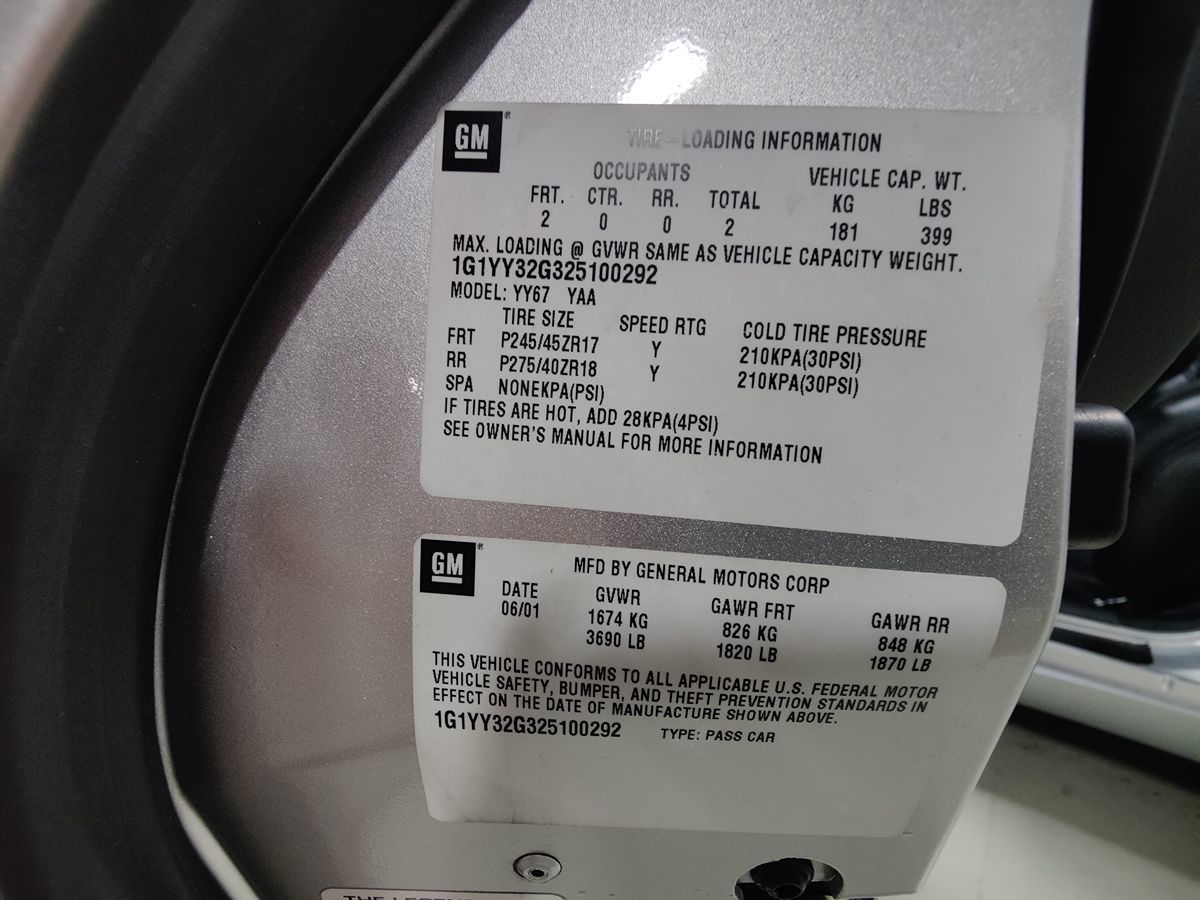 GM®
TIRE - LOADING INFORMATION
OCCUPANTS VEHICLE CAP. WT.
FRT. CTR. RR. TOTAL KG LBS
2 0 0 2 181 399
MAX. LOADING @ GVWR SAME AS VEHICLE CAPACITY WEIGHT.
1G1YY32G325100292
MODEL: YY67 YAA
TIRE SIZE SPEED RTG COLD TIRE PRESSURE
FRT P245/45ZR17 Y 210KPA(30PSI)
RR P275/40ZR18 Y 210KPA(30PSI)
SPA NONEKPA(PSI)
IF TIRES ARE HOT, ADD 28KPA(4PSI)
SEE OWNER'S MANUAL FOR MORE INFORMATION
GM®
MFD BY GENERAL MOTORS CORP
DATE GVWR GAWR FRT GAWR RR
06/01 1674 KG 826 KG 848 KG
3690 LB 1820 LB 1870 LB
THIS VEHICLE CONFORMS TO ALL APPLICABLE U.S. FEDERAL MOTOR
VEHICLE SAFETY, BUMPER, AND THEFT PREVENTION STANDARDS IN
EFFECT ON THE DATE OF MANUFACTURE SHOWN ABOVE.
1G1YY32G325100292 TYPE: PASS CAR
THE